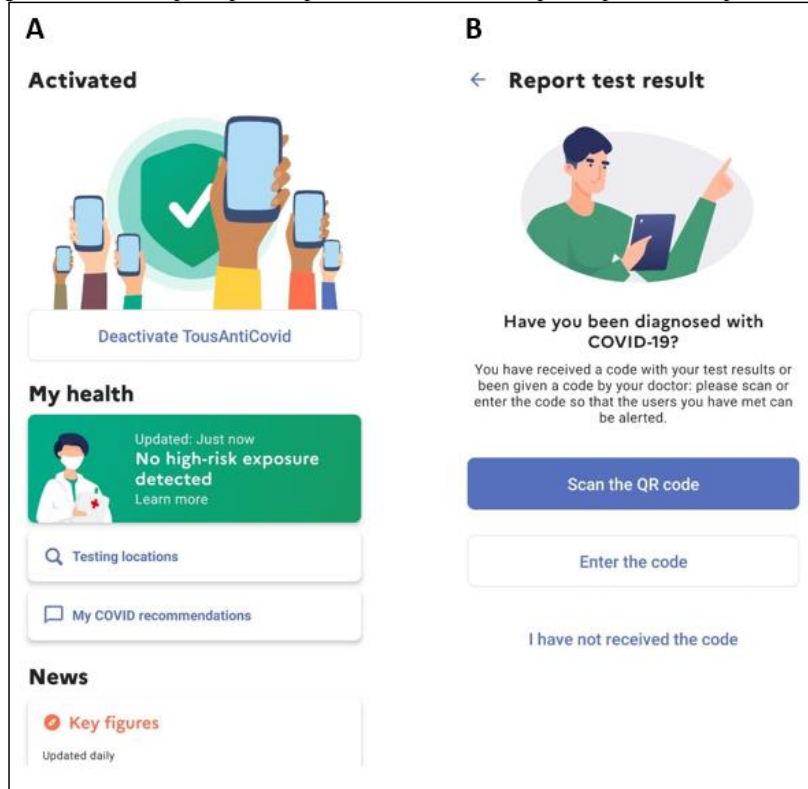 A
Activated
Deactivate TousAntiCovid
My health
Updated: Just now
No high-risk exposure
detected
Learn more
Testing locations
My COVID recommendations
News
Key figures
Updated daily
B
Report test result
Have you been diagnosed with
COVID-19?
You have received a code with your test results or
been given a code by your doctor: please scan or
enter the code so that the users you have met can
be alerted.
Scan the QR code
Enter the code
I have not received the code